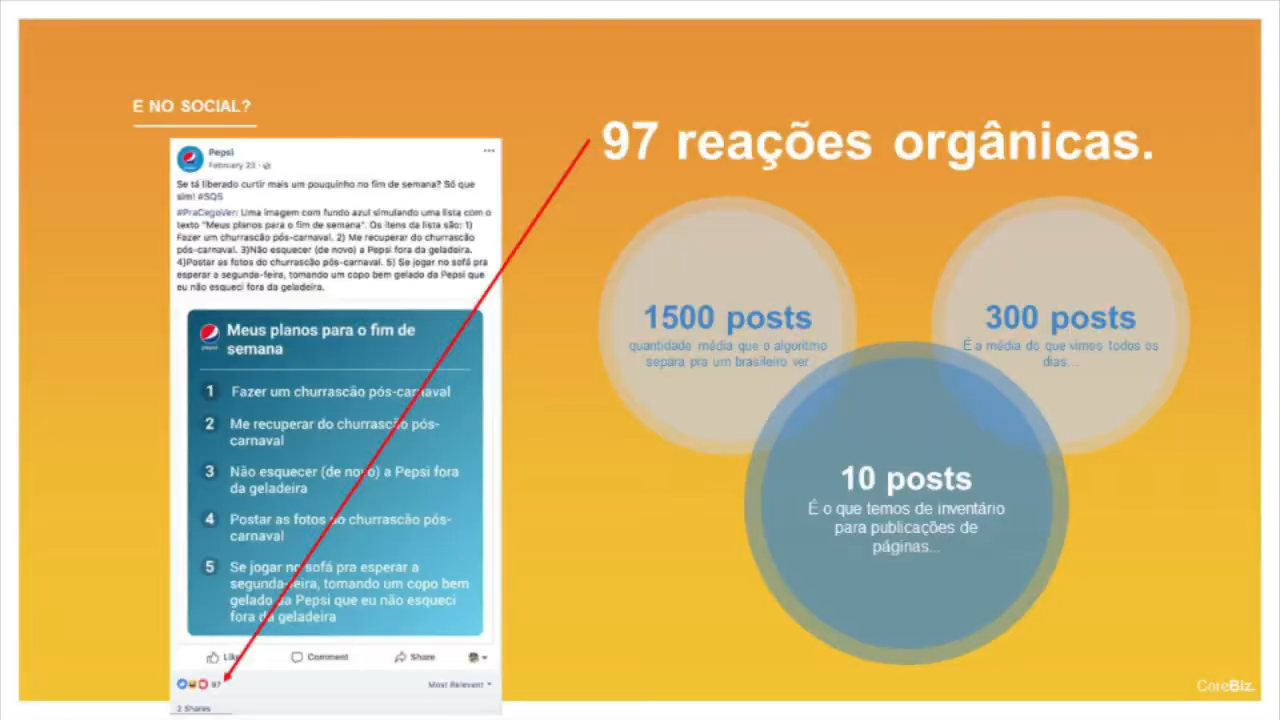 E NO SOCIAL?
97 reações orgânicas.
Pepsi
February 23
Se tá liberado curtir mais um pouquinho no fim de semana? Só que
sim! #SQS
#PraCegoVer: Uma imagem com fundo azul simulando uma lista com o
texto "Meus planos para o fim de semana". Os itens da lista são: 1)
Fazer um churrascão pós-carnaval. 2) Me recuperar do churrascão
pós-carnaval. 3)Não esquecer (de novo) a Pepsi fora da geladeira.
4)Postar as fotos do churrascão pós-carnaval. 5) Se jogar no sofá pra
esperar a segunda-feira, tomando um copo bem gelado da Pepsi que
eu não esqueci fora da geladeira.
pepsi
Meus planos para o fim de
semana
1 Fazer um churrascão pós-carnaval
2 Me recuperar do churrascão pós-
carnaval
3 Não esquecer (de novo) a Pepsi fora
da geladeira
4 Postar as fotos do churrascão pós-
carnaval
5 Se jogar no sofá pra esperar a
segunda-feira, tomando um copo bem
gelado da Pepsi que eu não esqueci
fora da geladeira
Like Comment Share
97 Most Relevant
2 Shares
1500 posts
quantidade média que o algoritmo
separa pra um brasileiro ver
300 posts
É a média do que vimos todos os
dias...
10 posts
É o que temos de inventário
para publicações de
páginas...
CoreBiz.